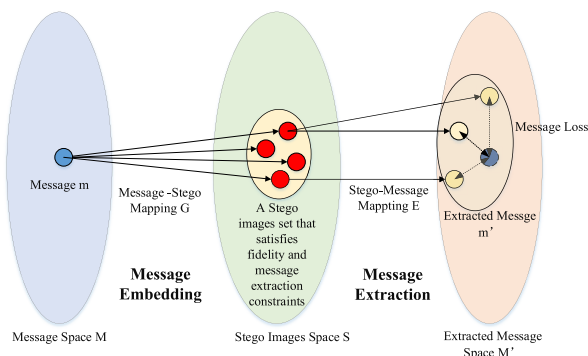 Message m
Message -Stego
Mapping G
Message
Embedding
Message Space M
A Stego
images set that
satisfies
fidelity and
message
extraction
constraints
Stego Images Space S
Stego-Message
Mappting E
Message
Extraction
Message Loss
Extracted Messge
m’
Extracted Message
Space M’